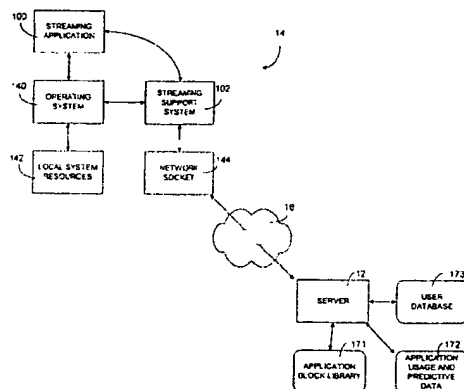 100
STREAMING
APPLICATION
14
140
OPERATING
SYSTEM
STREAMING
SUPPORT
SYSTEM
102
142
LOCAL SYSTEM
RESOURCES
NETWORK
SOCKET
144
16
12
SERVER
173
USER
DATABASE
171
APPLICATION
BLOCK LIBRARY
172
APPLICATION
USAGE AND
PREDICTIVE
DATA